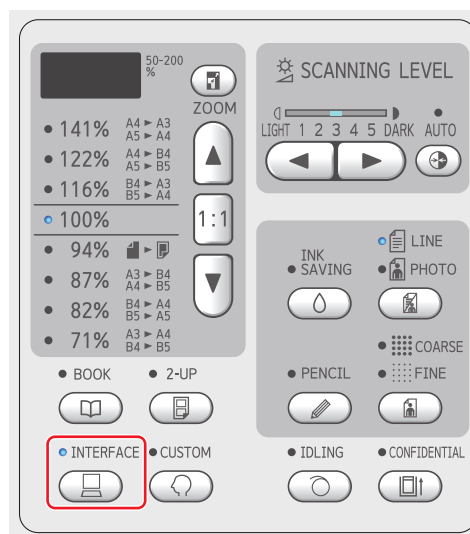 50-200
%
ZOOM
141% A4 ► A3
A5 ► A4
122% A4 ► B4
A5 ► B5
116% B4 ► A3
B5 ► A4
100%
1:1
94%
87% A3 ► B4
A4 ► B5
82% B4 ► A4
B5 ► A5
71% A3 ► A4
B4 ► B5
BOOK
2-UP
INTERFACE
CUSTOM
SCANNING LEVEL
LIGHT 1 2 3 4 5 DARK AUTO
INK
SAVING
LINE
PHOTO
PENCIL
COARSE
FINE
IDLING
CONFIDENTIAL